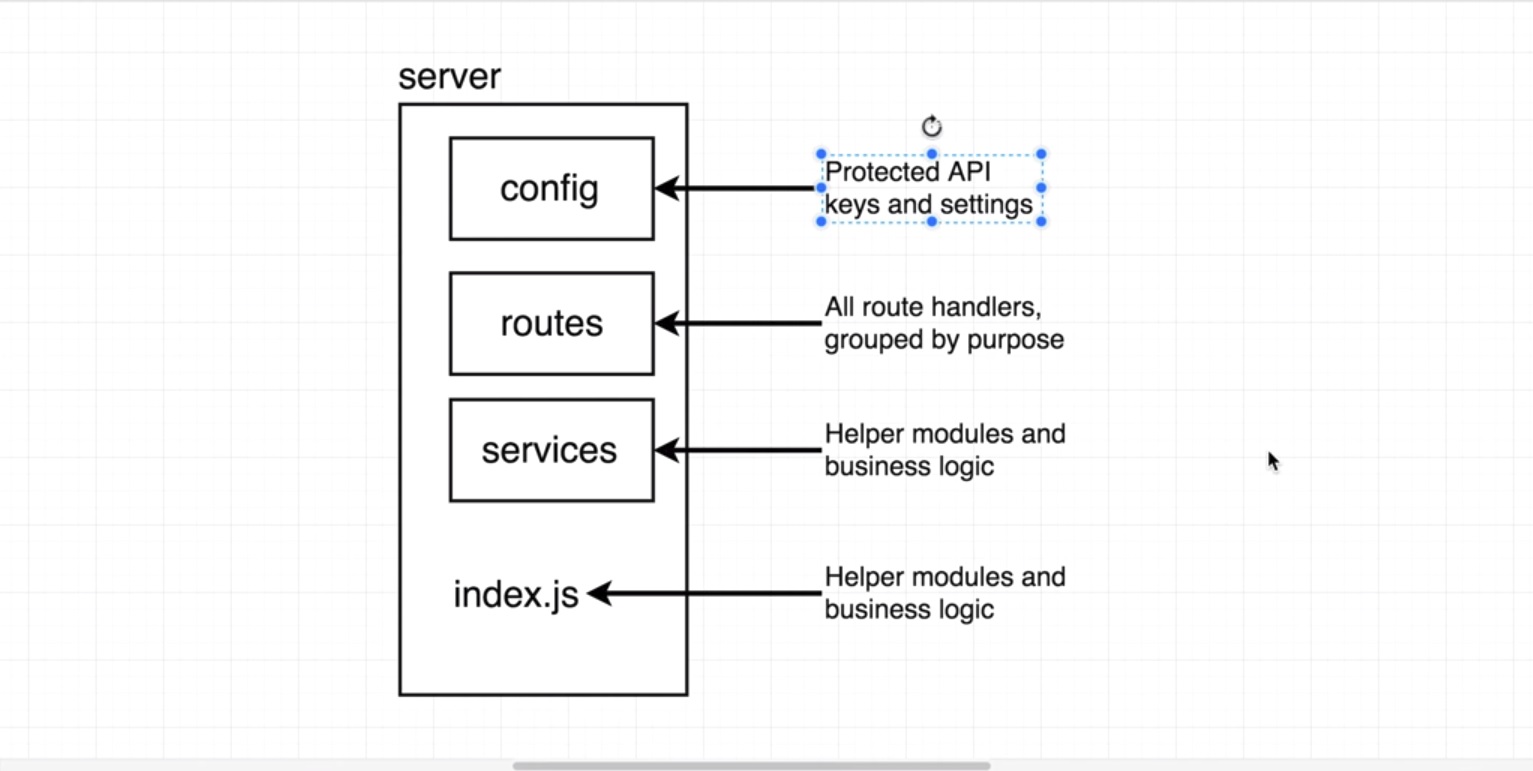 server
config
Protected API
keys and settings
routes
All route handlers,
grouped by purpose
services
Helper modules and
business logic
index.js
Helper modules and
business logic